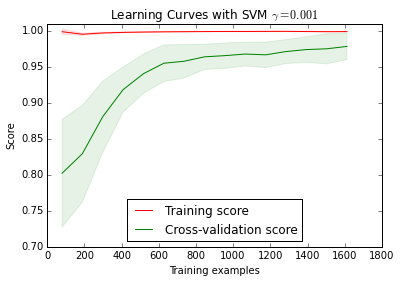 Learning Curves with SVM γ=0.001
1.00
0.95
0.90
0.85
0.80
0.75
0.70
Score
Training score
Cross-validation score
0 200 400 600 800 1000 1200 1400 1600 1800
Training examples